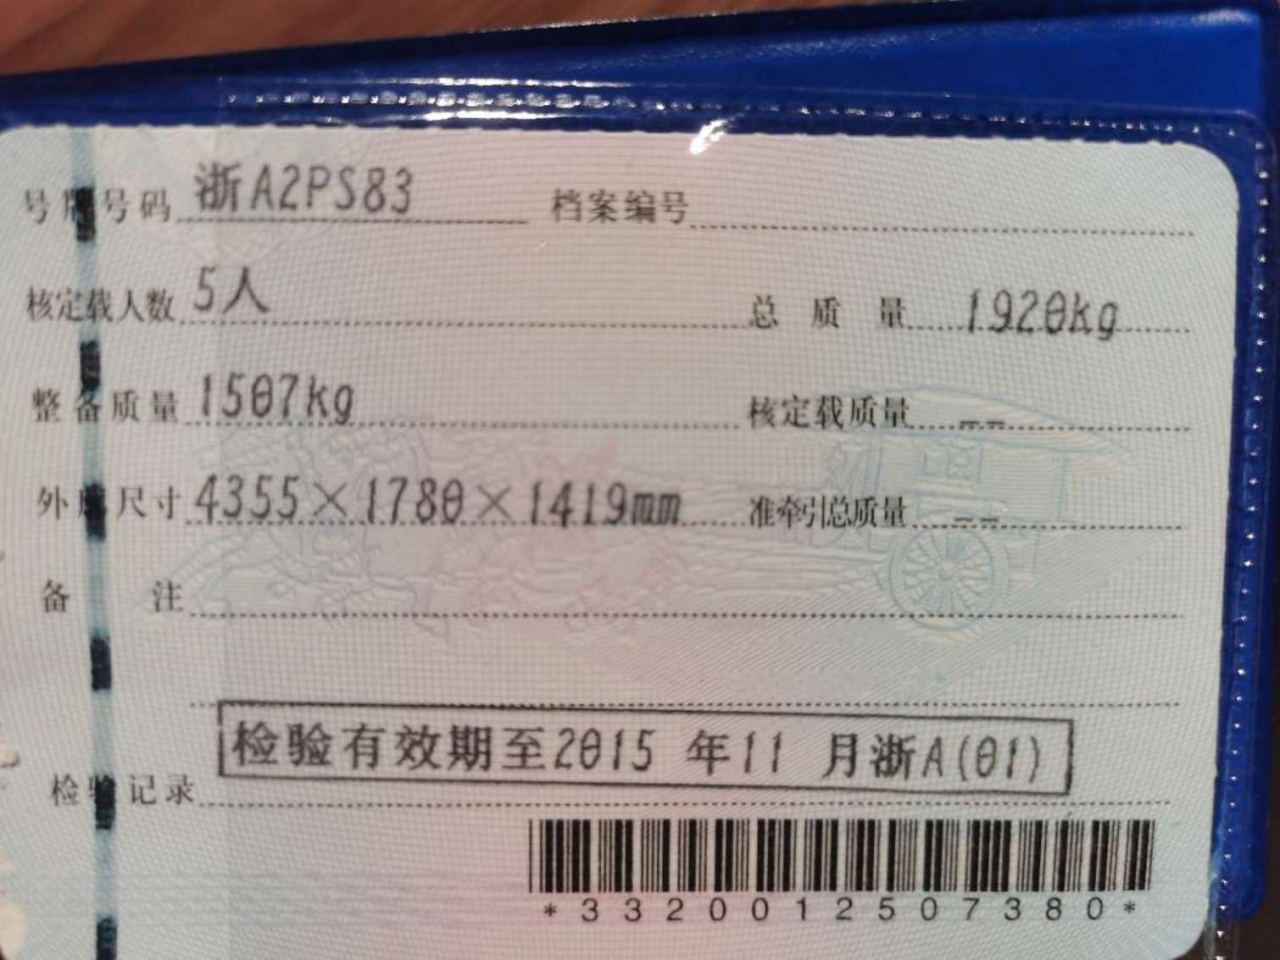 号牌号码 浙A2PS83 档案编号
核定载人数 5人 总质量 1920kg
整备质量 1507kg 核定载质量 --
外廓尺寸 4355×1780×1419mm 准牵引总质量 --
备注
检验有效期至2015 年11 月浙A(01)
检验记录
*3320012507380*